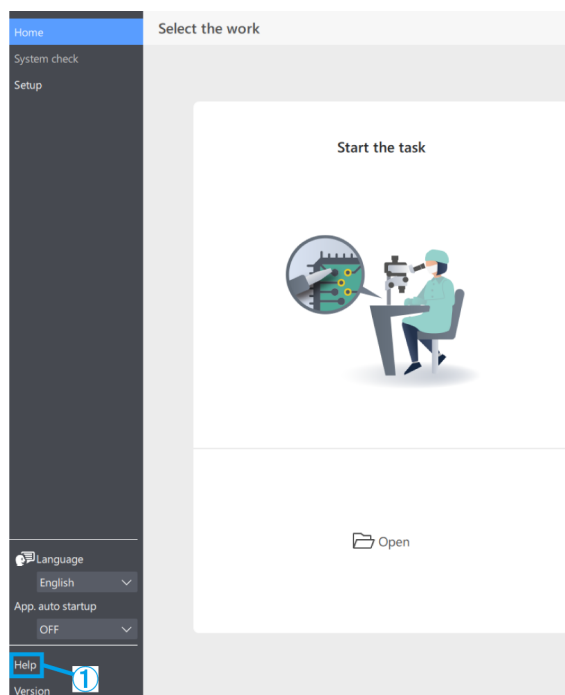 Home
System check
Setup
Language
English
App. auto startup
OFF
Help
1
Version
Select the work
Start the task
Open